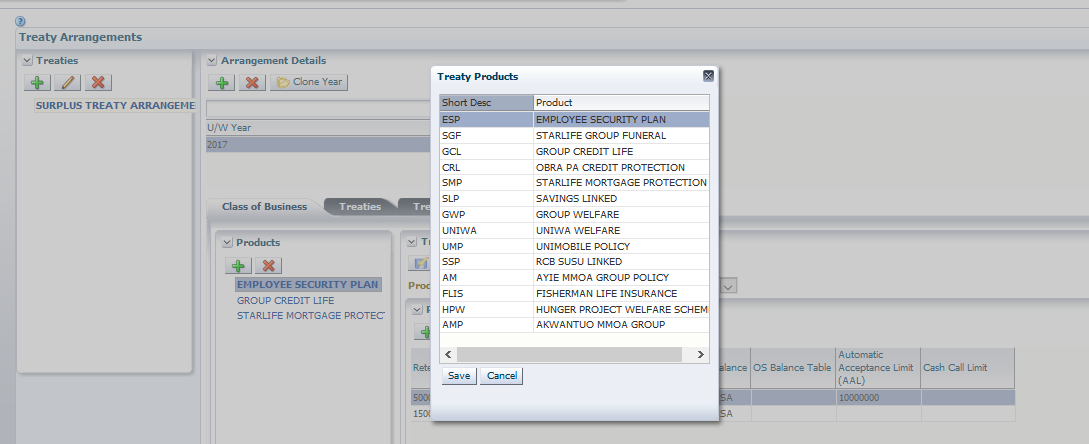 Treaty Arrangements
Treaties
SURPLUS TREATY ARRANGEME
Arrangement Details
Clone Year
U/W Year
2017
Class of Business
Treaties
Tre
Products
EMPLOYEE SECURITY PLAN
GROUP CREDIT LIFE
STARLIFE MORTGAGE PROTECT
Treaty Products
Short Desc Product
ESP EMPLOYEE SECURITY PLAN
SGF STARLIFE GROUP FUNERAL
GCL GROUP CREDIT LIFE
CRL OBRA PA CREDIT PROTECTION
SMP STARLIFE MORTGAGE PROTECTION
SLP SAVINGS LINKED
GWP GROUP WELFARE
UNIWA UNIWA WELFARE
UMP UNIMOBILE POLICY
SSP RCB SUSU LINKED
AM AYIE MMOA GROUP POLICY
FLIS FISHERMAN LIFE INSURANCE
HPW HUNGER PROJECT WELFARE SCHEM
AMP AKWANTUO MMOA GROUP
Save Cancel
T
Prod
P
Rete alance OS Balance Table Automatic Acceptance Limit (AAL) Cash Call Limit
5000 SA 10000000
1500 SA